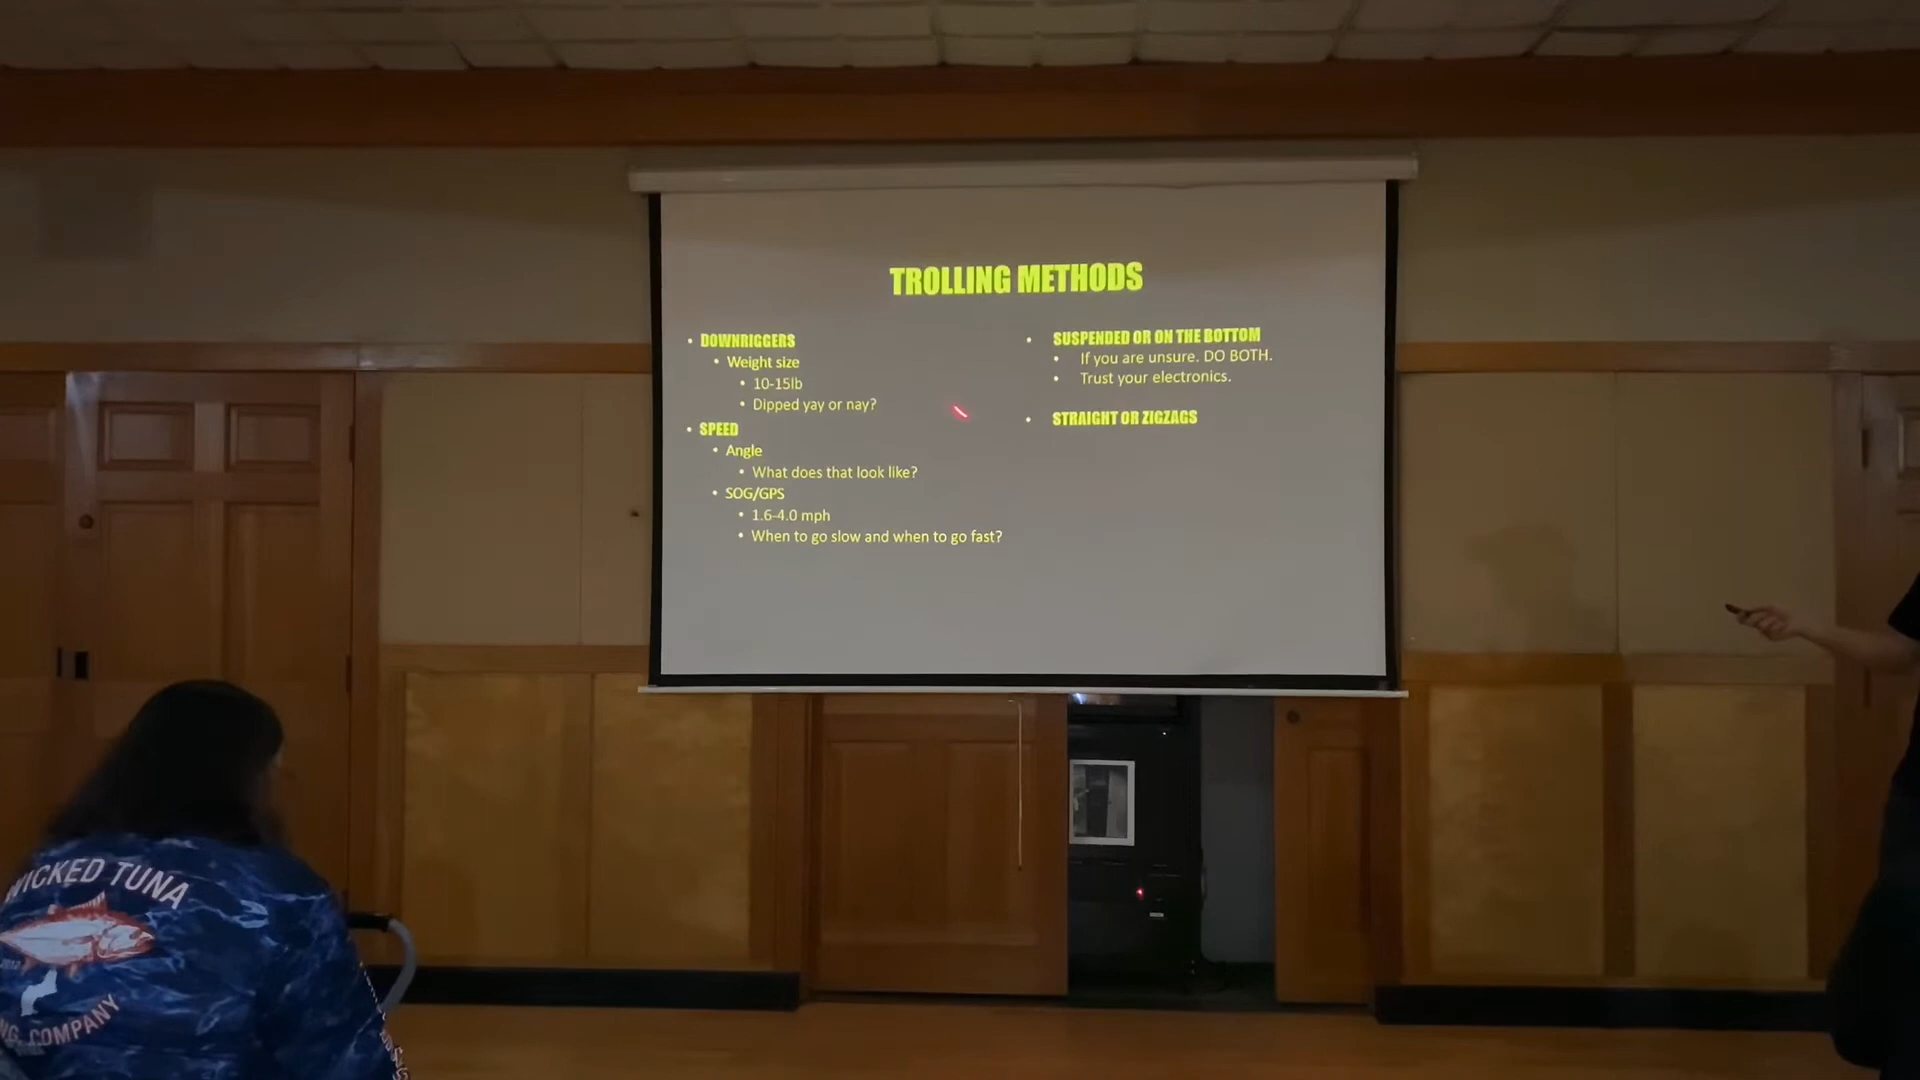 TROLLING METHODS
DOWNRIGGERS
Weight size
10-15lb
Dipped yay or nay?
SPEED
Angle
What does that look like?
SOG/GPS
1.6-4.0 mph
When to go slow and when to go fast?
SUSPENDED OR ON THE BOTTOM
If you are unsure. DO BOTH.
Trust your electronics.
STRAIGHT OR ZIGZAGS
WICKED TUNA
COMPANY